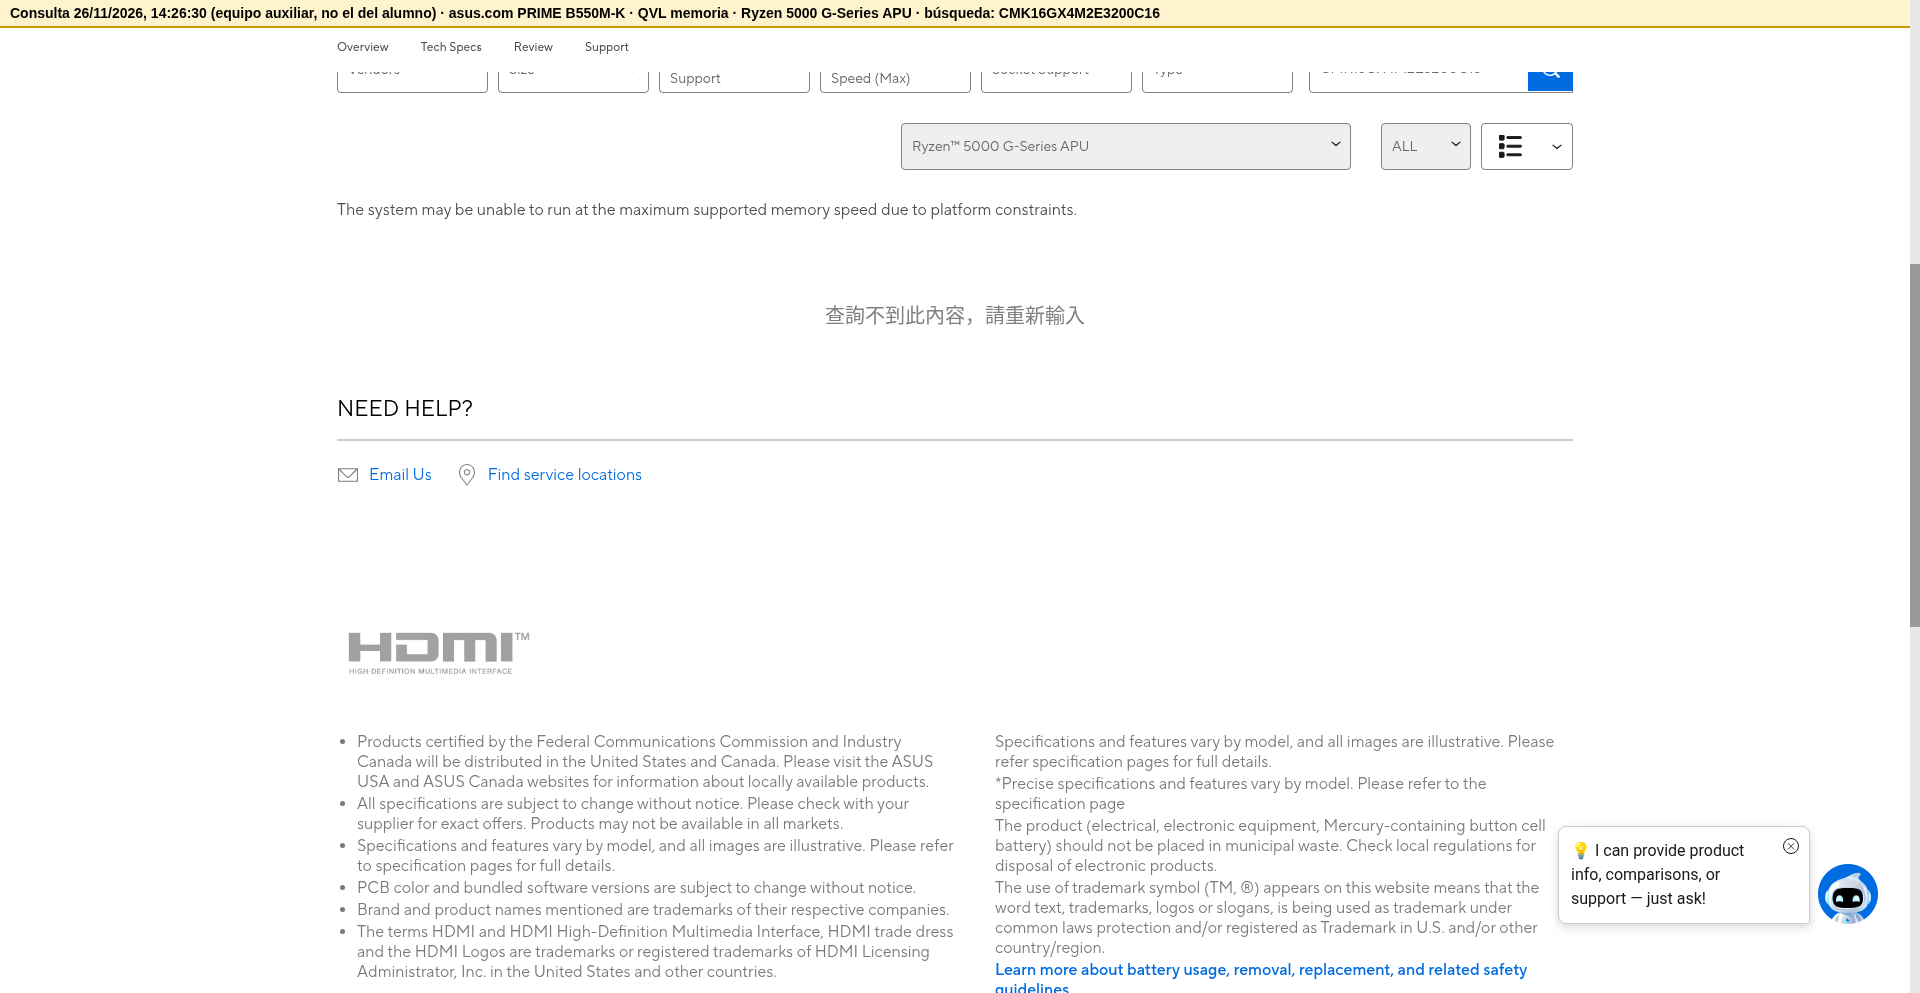 Consulta 26/11/2026, 14:26:30 (equipo auxiliar, no el del alumno) · asus.com PRIME B550M-K · QVL memoria · Ryzen 5000 G-Series APU · búsqueda: CMK16GX4M2E3200C16
Overview Tech Specs Review Support
Support Speed (Max)
Ryzen™ 5000 G-Series APU ALL
The system may be unable to run at the maximum supported memory speed due to platform constraints.
查詢不到此內容，請重新輸入
NEED HELP?
Email Us Find service locations
HDMI™
HIGH-DEFINITION MULTIMEDIA INTERFACE
• Products certified by the Federal Communications Commission and Industry
Canada will be distributed in the United States and Canada. Please visit the ASUS
USA and ASUS Canada websites for information about locally available products.
• All specifications are subject to change without notice. Please check with your
supplier for exact offers. Products may not be available in all markets.
• Specifications and features vary by model, and all images are illustrative. Please refer
to specification pages for full details.
• PCB color and bundled software versions are subject to change without notice.
• Brand and product names mentioned are trademarks of their respective companies.
• The terms HDMI and HDMI High-Definition Multimedia Interface, HDMI trade dress
and the HDMI Logos are trademarks or registered trademarks of HDMI Licensing
Administrator, Inc. in the United States and other countries.
Specifications and features vary by model, and all images are illustrative. Please
refer specification pages for full details.
*Precise specifications and features vary by model. Please refer to the
specification page
The product (electrical, electronic equipment, Mercury-containing button cell
battery) should not be placed in municipal waste. Check local regulations for
disposal of electronic products.
The use of trademark symbol (TM, ®) appears on this website means that the
word text, trademarks, logos or slogans, is being used as trademark under
common laws protection and/or registered as Trademark in U.S. and/or other
country/region.
Learn more about battery usage, removal, replacement, and related safety
guidelines
💡 I can provide product
info, comparisons, or
support — just ask!